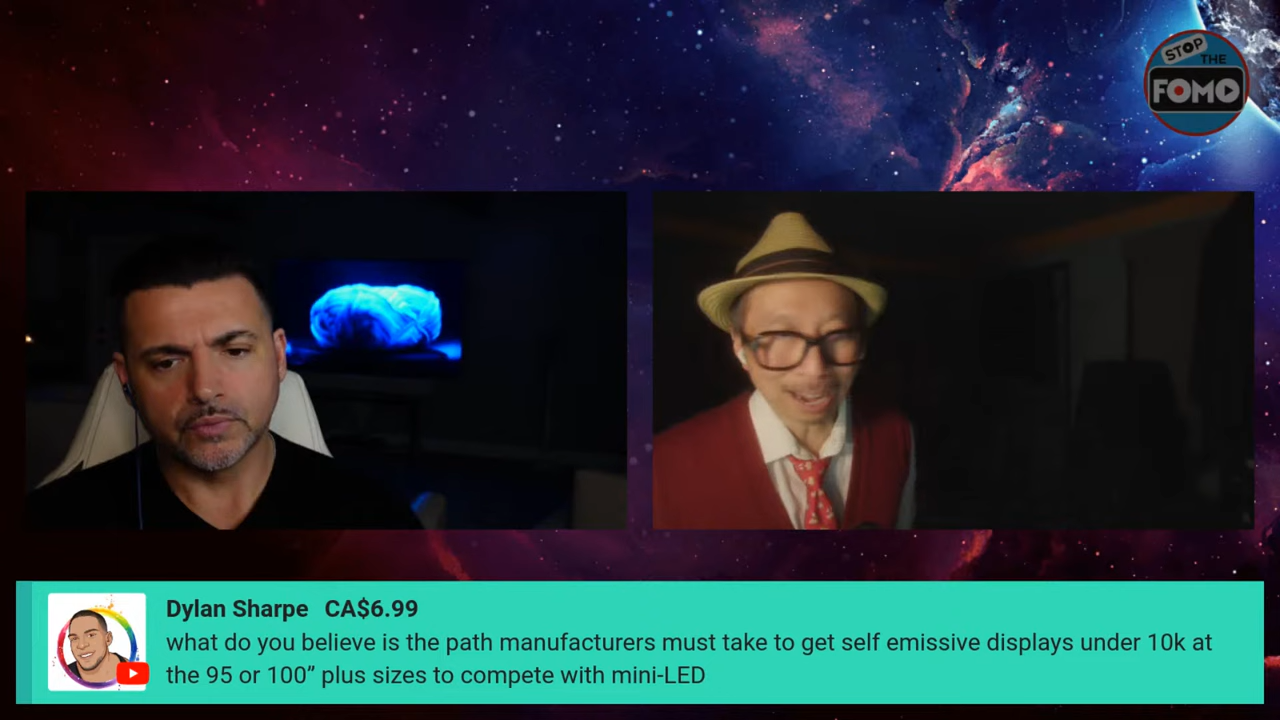 STOP
THE
FOMO
Dylan Sharpe CA$6.99
what do you believe is the path manufacturers must take to get self emissive displays under 10k at
the 95 or 100” plus sizes to compete with mini-LED